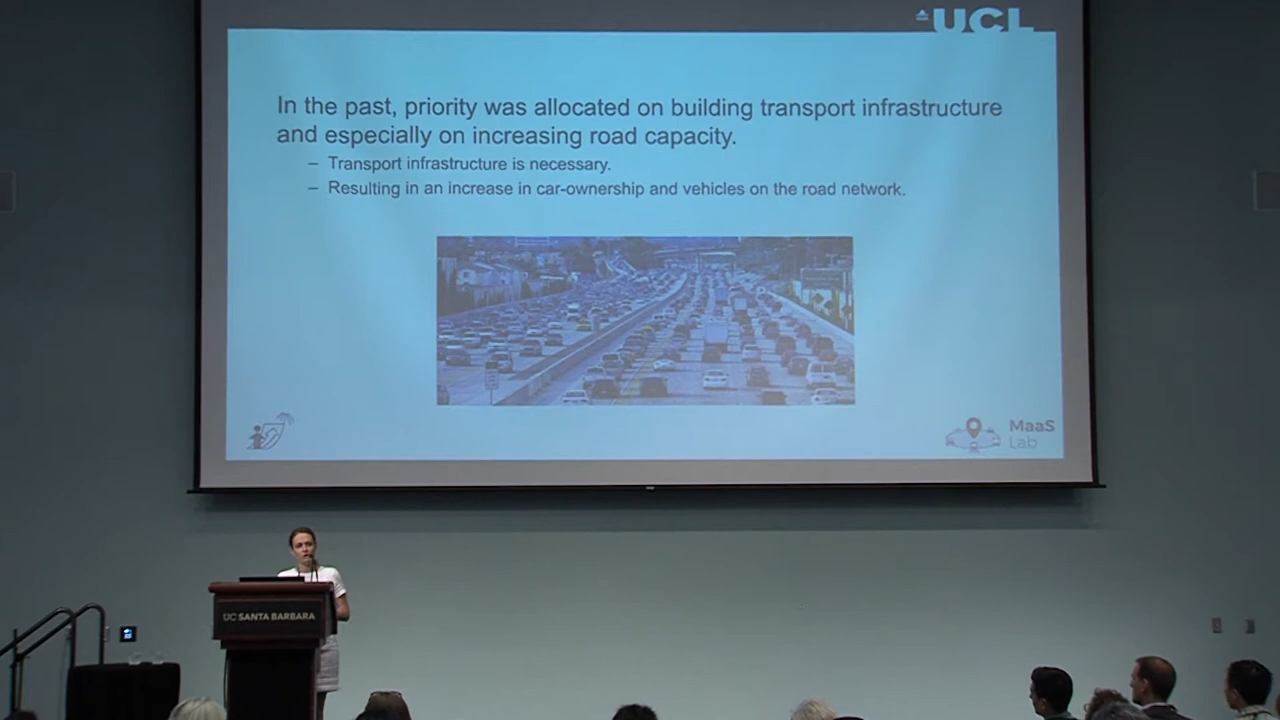 UCL
In the past, priority was allocated on building transport infrastructure
and especially on increasing road capacity.
– Transport infrastructure is necessary.
– Resulting in an increase in car-ownership and vehicles on the road network.
MaaS
Lab
UC SANTA BARBARA